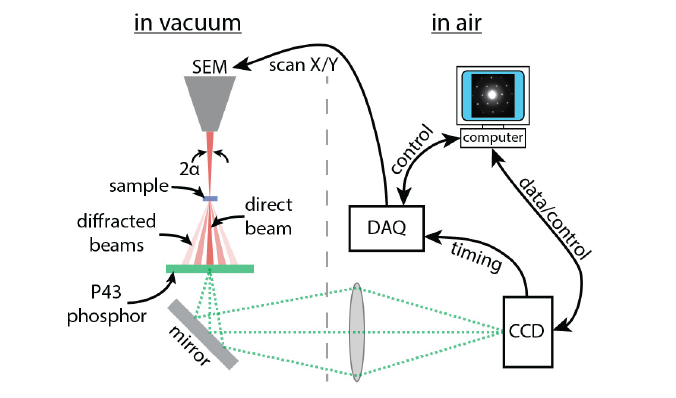 in vacuum
in air
SEM
scan X/Y
computer
2α
control
sample
direct
beam
diffracted
beams
data/control
DAQ
timing
P43
phosphor
mirror
CCD